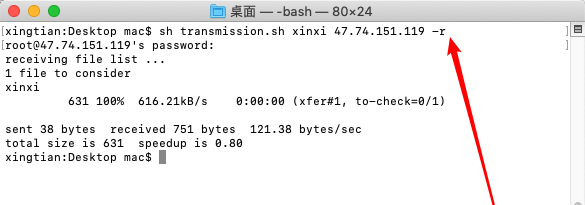 桌面 — -bash — 80×24
[xingtian:Desktop mac$ sh transmission.sh xinxi 47.74.151.119 -r ]
[root@47.74.151.119's password: ]
receiving file list ...
1 file to consider
xinxi
631 100% 616.21kB/s 0:00:00 (xfer#1, to-check=0/1)
sent 38 bytes received 751 bytes 121.38 bytes/sec
total size is 631 speedup is 0.80
xingtian:Desktop mac$